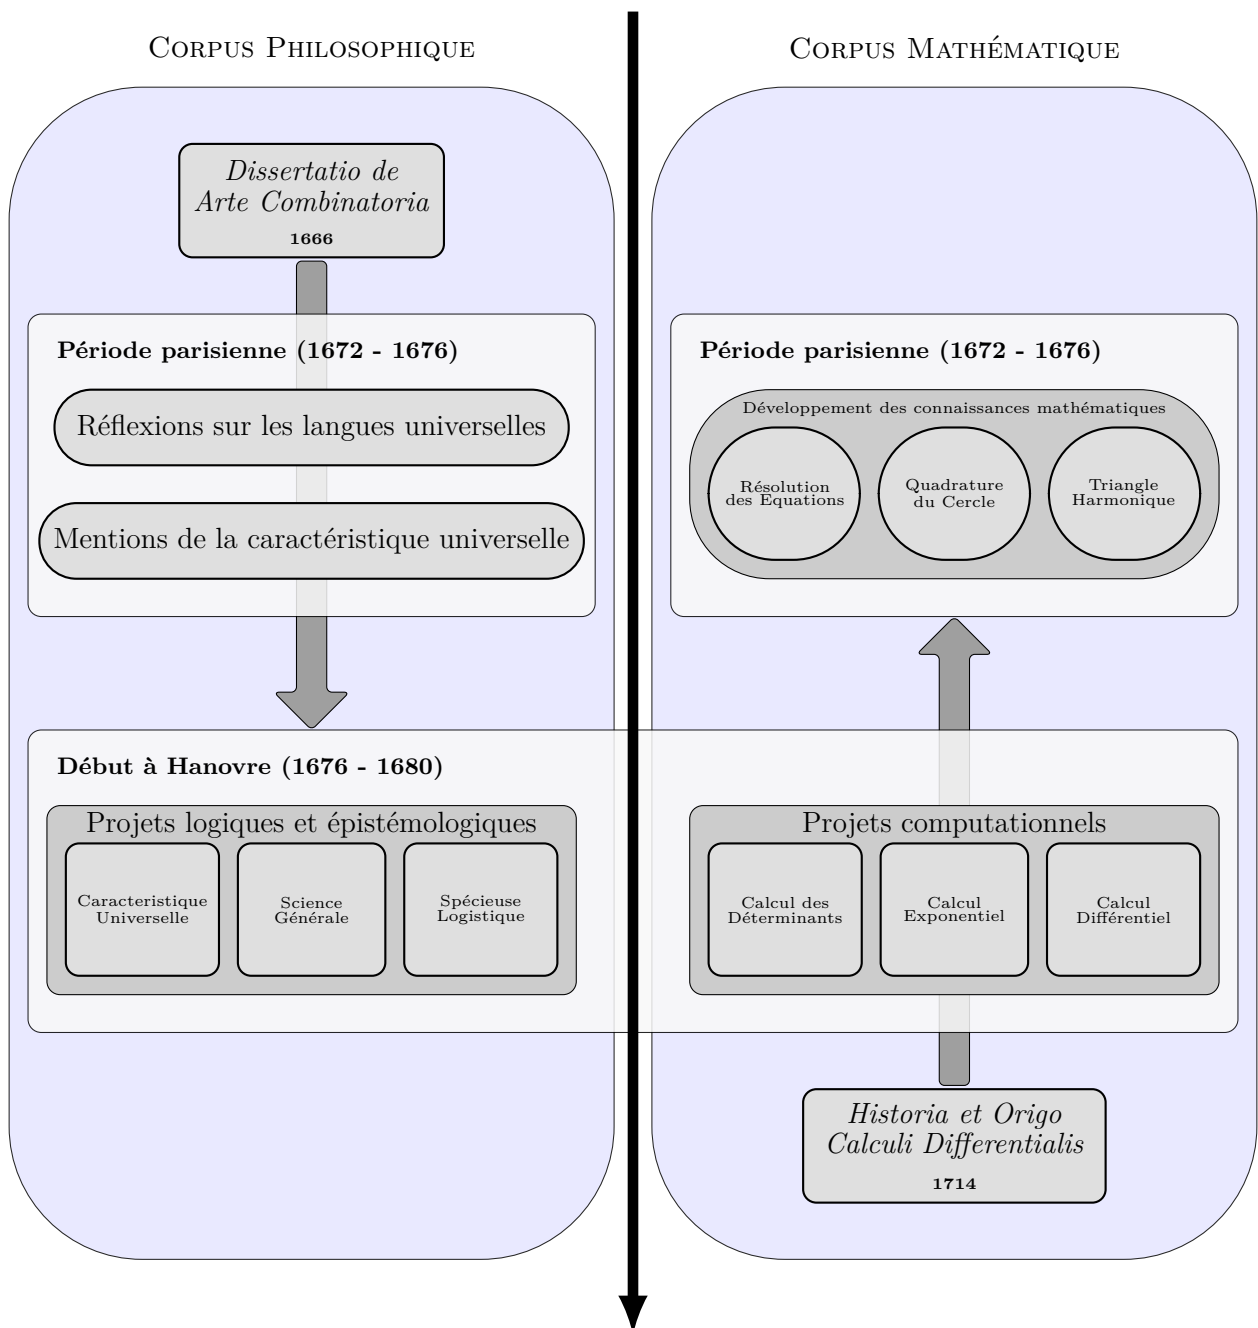 Corpus Philosophique
Corpus Mathématique
Dissertatio de
Arte Combinatoria
1666
Période parisienne (1672 - 1676)
Réflexions sur les langues universelles
Mentions de la caractéristique universelle
Période parisienne (1672 - 1676)
Développement des connaissances mathématiques
Résolution
des Equations
Quadrature
du Cercle
Triangle
Harmonique
Début à Hanovre (1676 - 1680)
Projets logiques et épistémologiques
Caracteristique
Universelle
Science
Générale
Spécieuse
Logistique
Projets computationnels
Calcul des
Déterminants
Calcul
Exponentiel
Calcul
Différentiel
Historia et Origo
Calculi Differentialis
1714